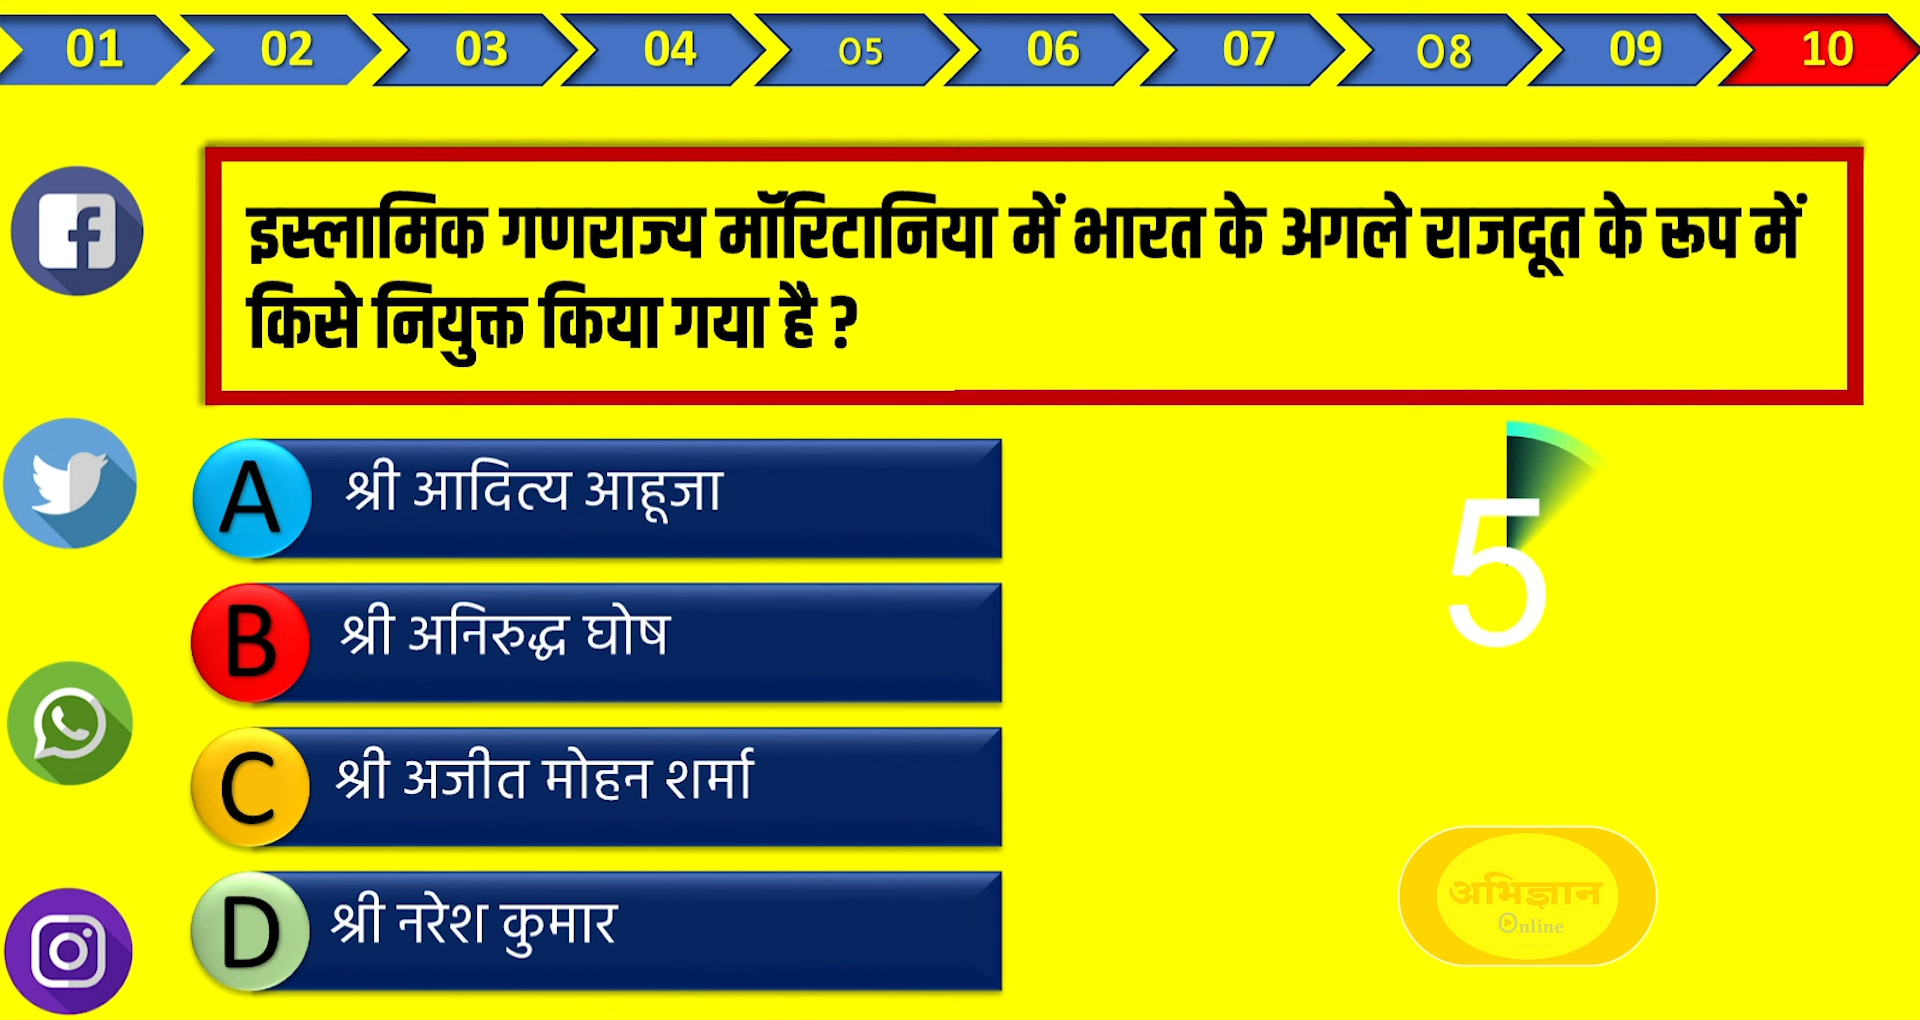 01 02 03 04 05 06 07 08 09 10
इस्लामिक गणराज्य मॉरिटानिया में भारत के अगले राजदूत के रूप में
किसे नियुक्त किया गया है ?
A श्री आदित्य आहूजा
5
B श्री अनिरुद्ध घोष
C श्री अजीत मोहन शर्मा
D श्री नरेश कुमार
अभिज्ञान
Online